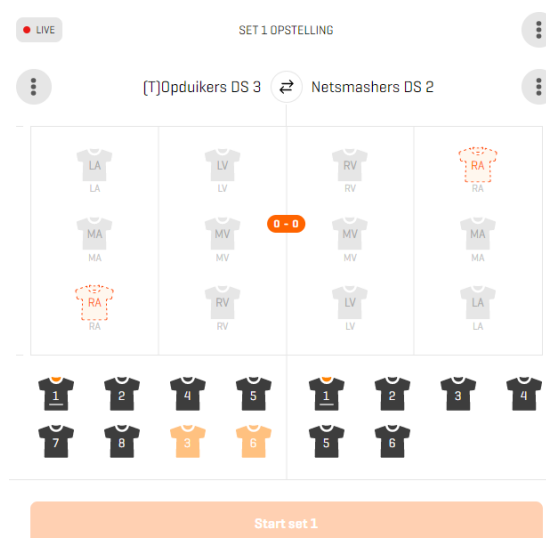 LIVE
SET 1 OPSTELLING
(T)Opduikers DS 3
Netsmashers DS 2
LA LV RV RA
LA LV RV RA
0 - 0
MA MV MV MA
MA MV MV MA
RA RV LV LA
RA RV LV LA
1 2 4 5 1 2 3 4
7 8 3 6 5 6
Start set 1